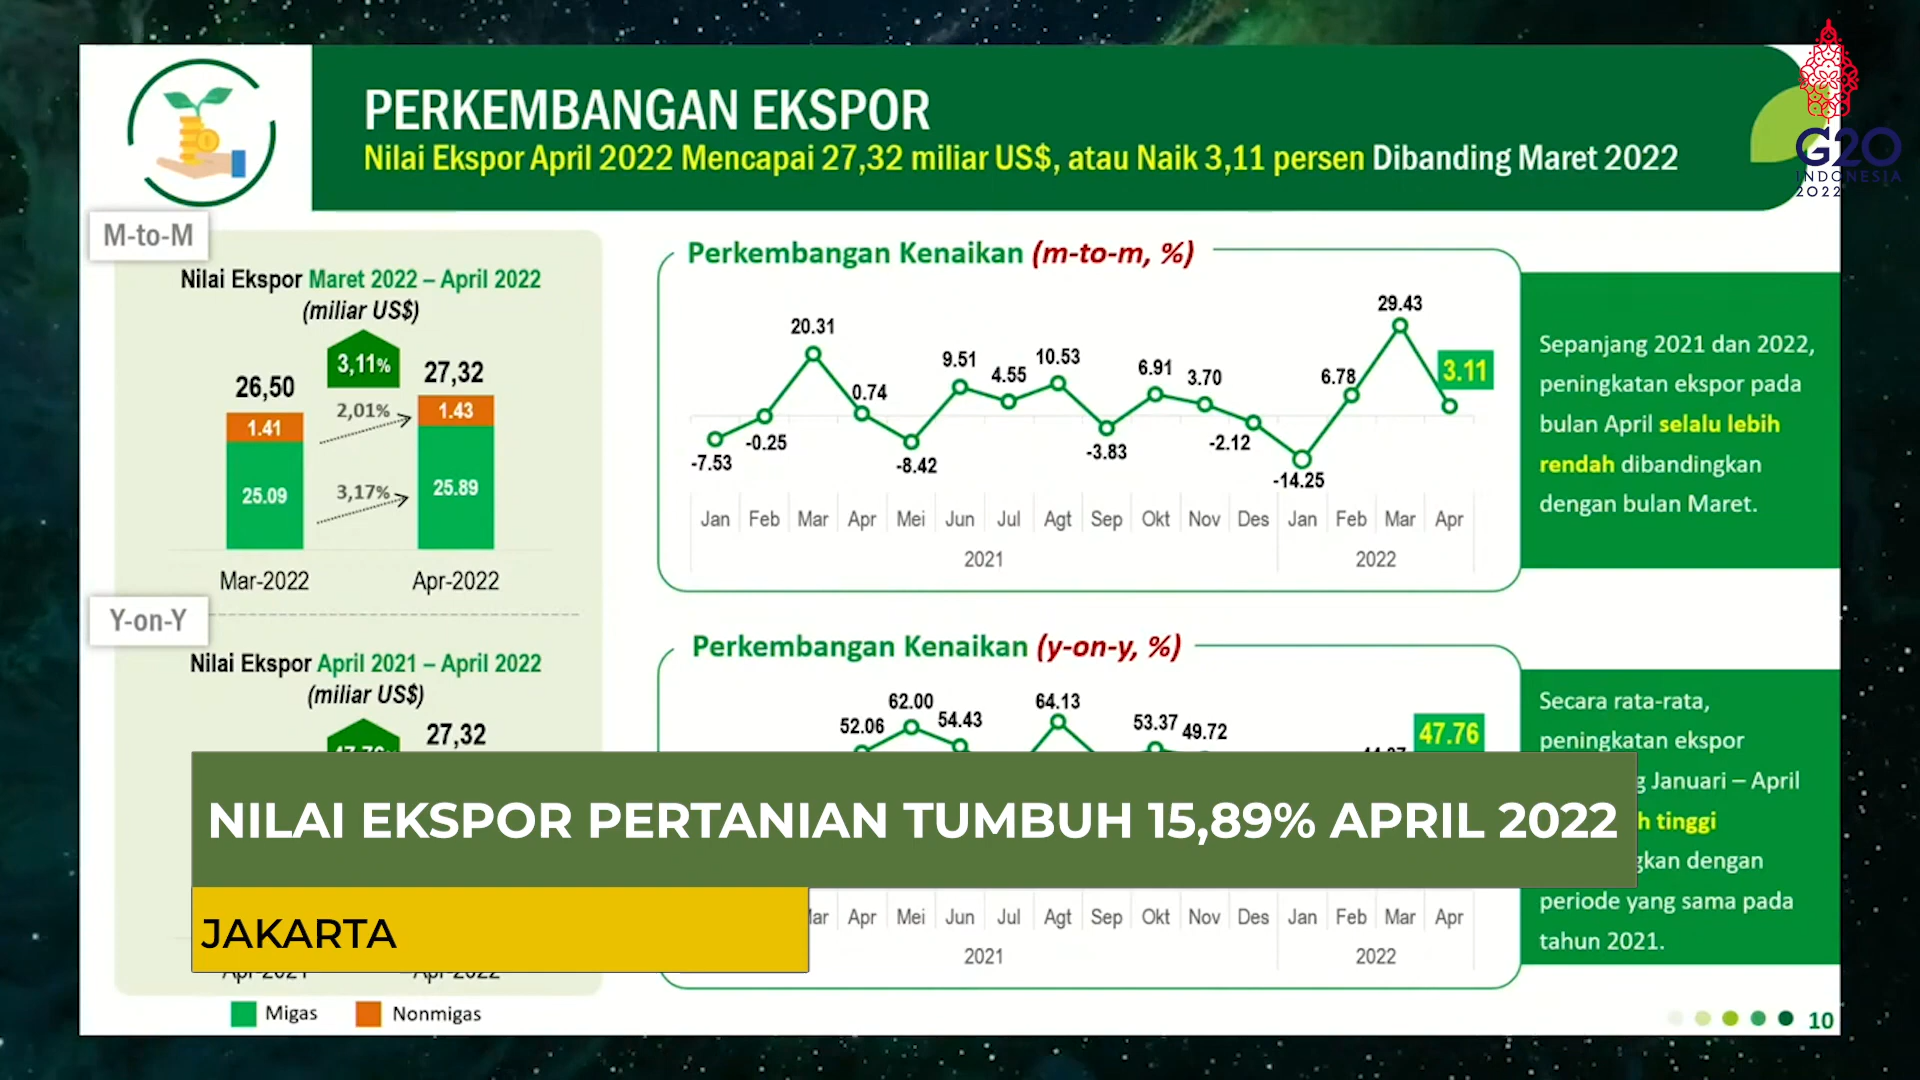 PERKEMBANGAN EKSPOR
Nilai Ekspor April 2022 Mencapai 27,32 miliar US$, atau Naik 3,11 persen Dibanding Maret 2022
G20
INDONESIA
2022
M-to-M
Nilai Ekspor Maret 2022 – April 2022
(miliar US$)
3,11%
26,50
27,32
2,01%
1.41
1.43
3,17%
25.09
25.89
Mar-2022 Apr-2022
Perkembangan Kenaikan (m-to-m, %)
-7.53
-0.25
20.31
0.74
-8.42
9.51
4.55
10.53
-3.83
6.91
3.70
-2.12
-14.25
6.78
29.43
3.11
Jan Feb Mar Apr Mei Jun Jul Agt Sep Okt Nov Des Jan Feb Mar Apr
2021 2022
Sepanjang 2021 dan 2022,
peningkatan ekspor pada
bulan April selalu lebih
rendah dibandingkan
dengan bulan Maret.
Y-on-Y
Nilai Ekspor April 2021 – April 2022
(miliar US$)
27,32
Apr-2021 Apr-2022
Migas Nonmigas
Perkembangan Kenaikan (y-on-y, %)
52.06
62.00
54.43
64.13
53.37
49.72
47.76
Apr Mei Jun Jul Agt Sep Okt Nov Des Jan Feb Mar Apr
2021 2022
Secara rata-rata,
peningkatan ekspor
Januari – April
tinggi
dengan
periode yang sama pada
tahun 2021.
NILAI EKSPOR PERTANIAN TUMBUH 15,89% APRIL 2022
JAKARTA
10